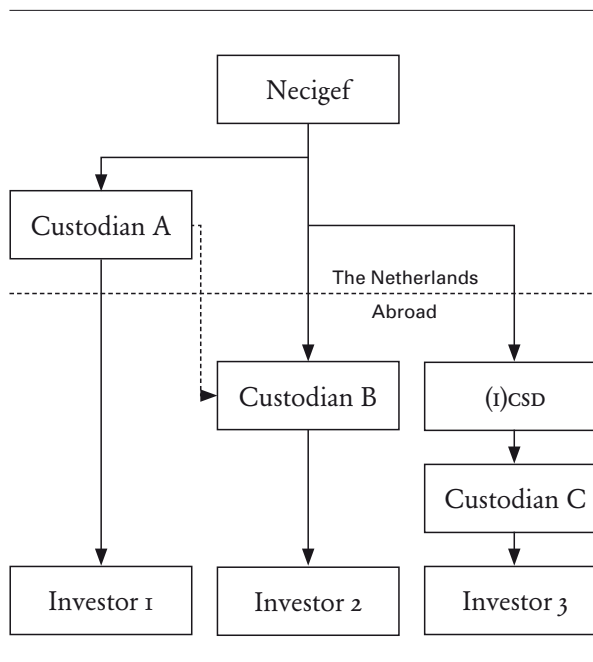 Necigef
Custodian A
The Netherlands
Abroad
Custodian B
(I)CSD
Custodian C
Investor 1
Investor 2
Investor 3